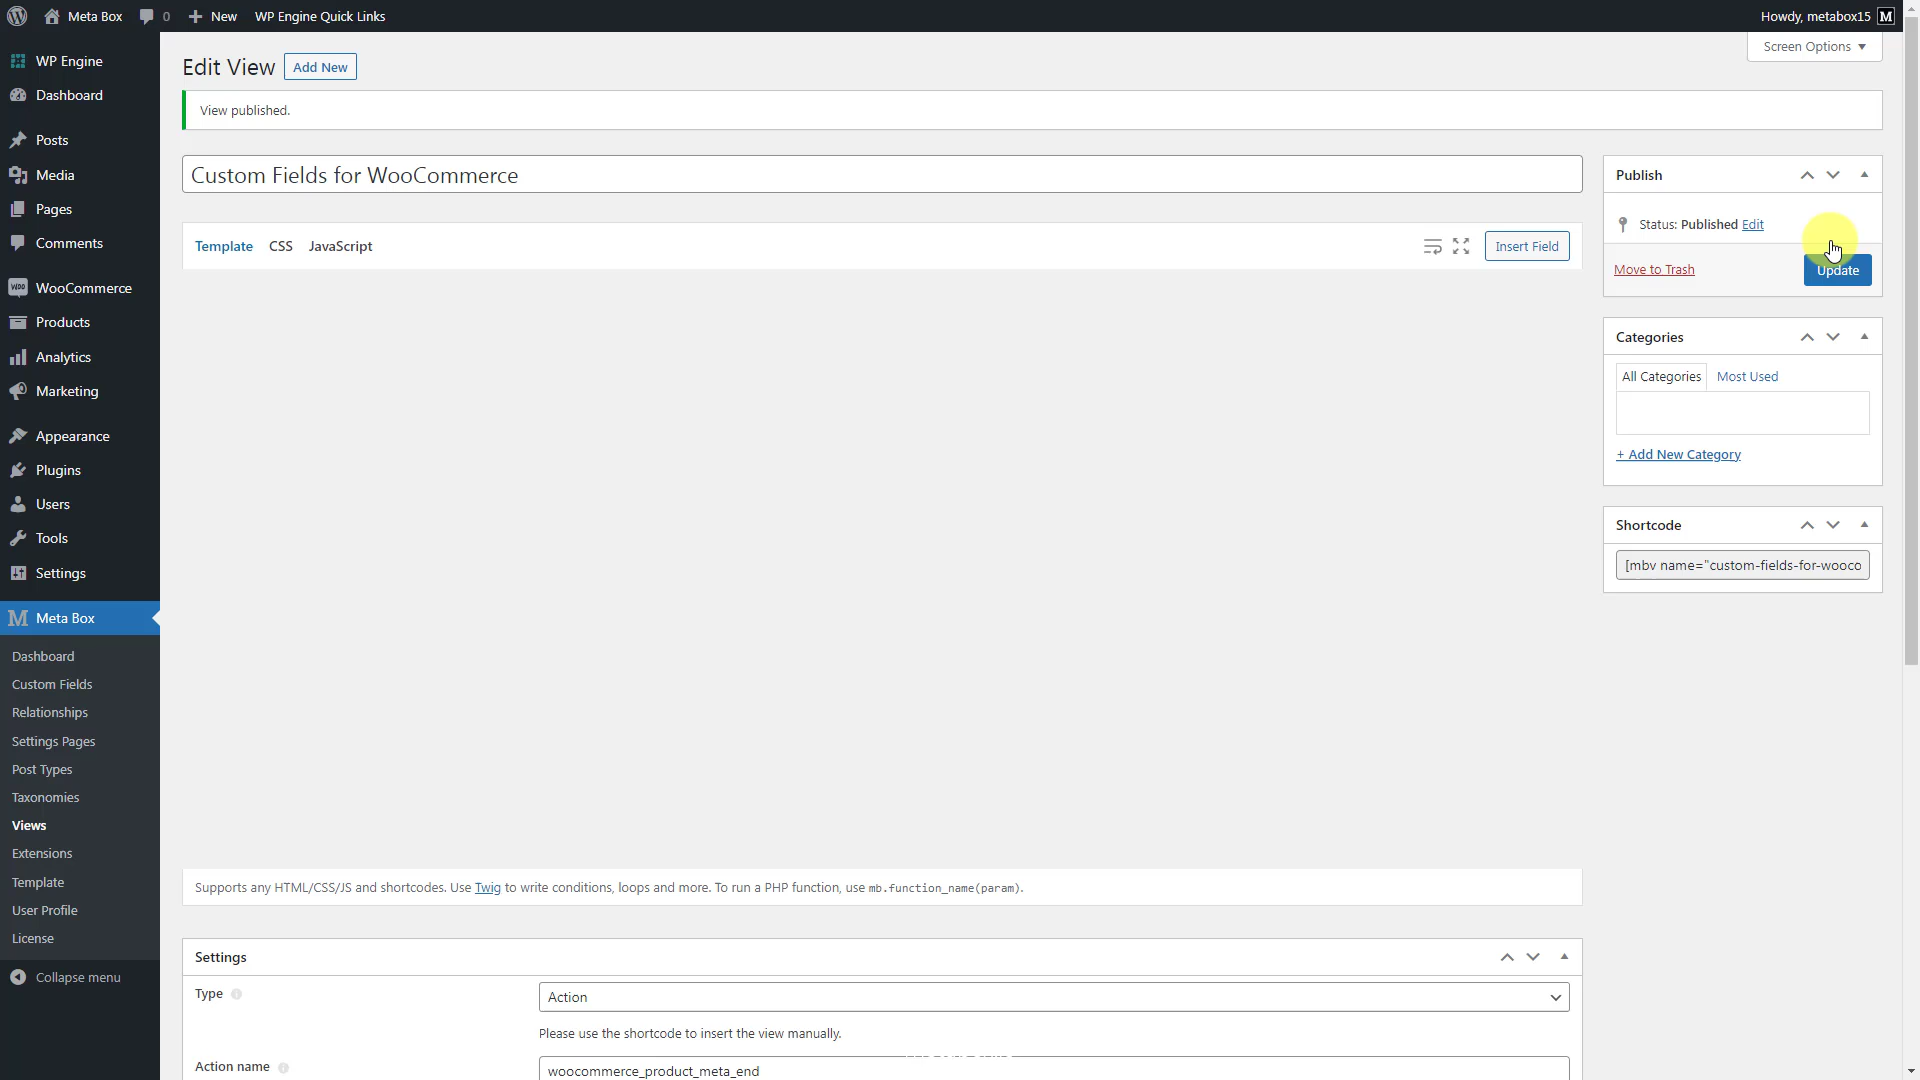 Meta Box 0 New WP Engine Quick Links Howdy, metabox15 M
Screen Options
WP Engine
Dashboard
Posts
Media
Pages
Comments
WooCommerce
Products
Analytics
Marketing
Appearance
Plugins
Users
Tools
Settings
Meta Box
Dashboard
Custom Fields
Relationships
Settings Pages
Post Types
Taxonomies
Views
Extensions
Template
User Profile
License
Collapse menu
Edit View Add New
View published.
Custom Fields for WooCommerce
Template CSS JavaScript Insert Field
Supports any HTML/CSS/JS and shortcodes. Use Twig to write conditions, loops and more. To run a PHP function, use mb.function_name(param).
Settings
Type Action
Please use the shortcode to insert the view manually.
Action name woocommerce_product_meta_end
Publish
Status: Published Edit
Move to Trash Update
Categories
All Categories Most Used
+ Add New Category
Shortcode
[mbv name="custom-fields-for-wooco